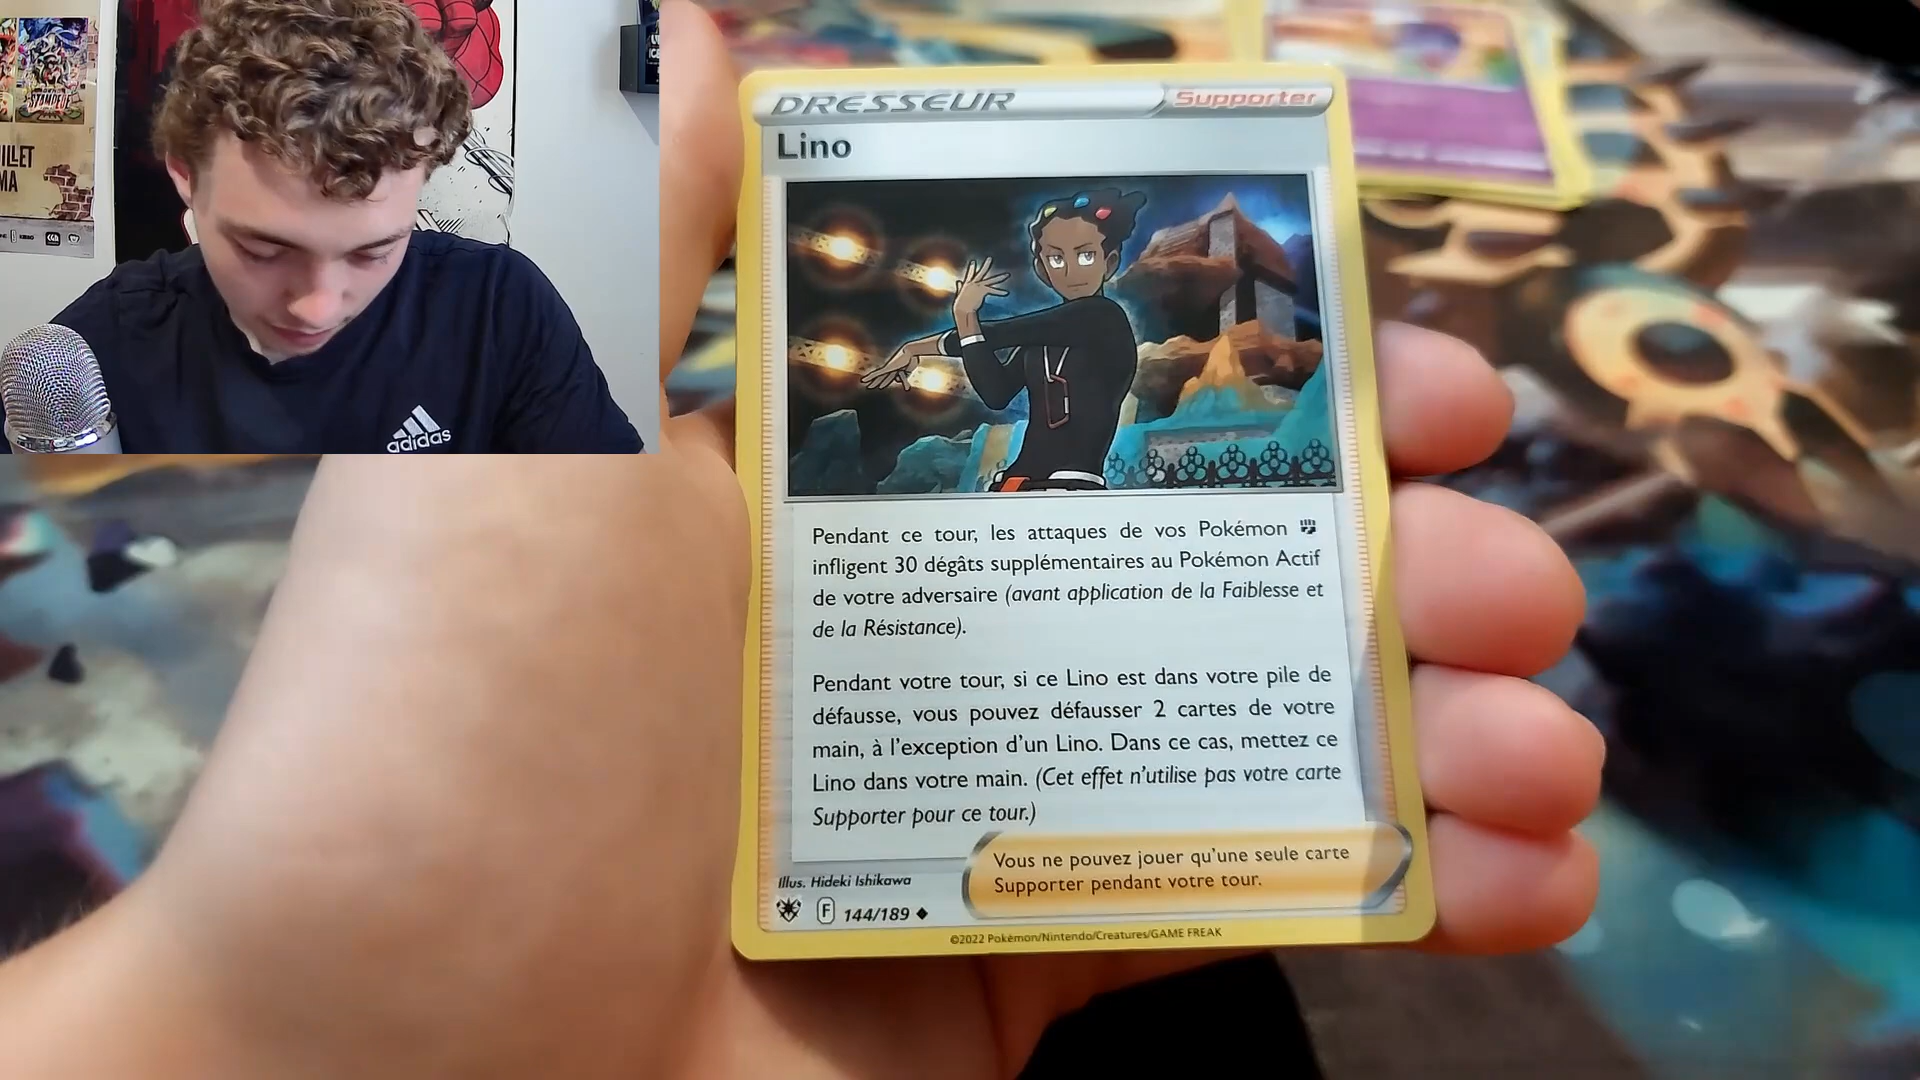 STAMPEDE
ILLET
MA
adidas
DRESSEUR
Supporter
Lino
Pendant ce tour, les attaques de vos Pokémon
infligent 30 dégâts supplémentaires au Pokémon Actif
de votre adversaire (avant application de la Faiblesse et
de la Résistance).
Pendant votre tour, si ce Lino est dans votre pile de
défausse, vous pouvez défausser 2 cartes de votre
main, à l'exception d'un Lino. Dans ce cas, mettez ce
Lino dans votre main. (Cet effet n'utilise pas votre carte
Supporter pour ce tour.)
Vous ne pouvez jouer qu'une seule carte
Supporter pendant votre tour.
Illus. Hideki Ishikawa
F 144/189
©2022 Pokémon/Nintendo/Creatures/GAME FREAK